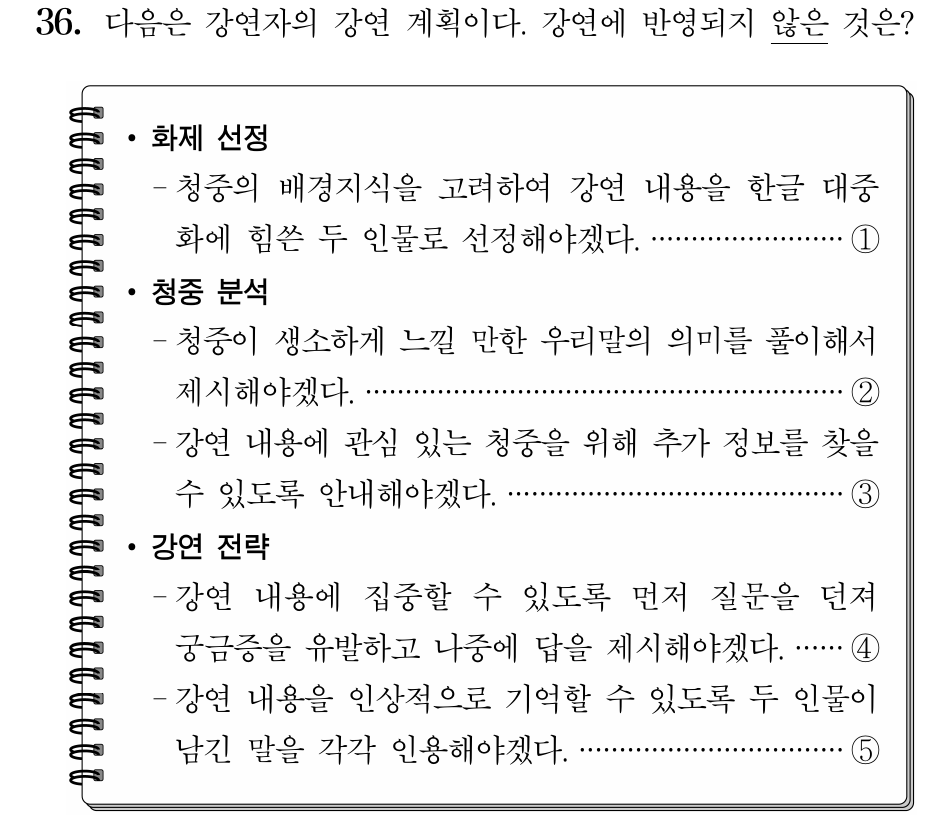 36. 다음은 강연자의 강연 계획이다. 강연에 반영되지 않은 것은?
• 화제 선정
– 청중의 배경지식을 고려하여 강연 내용을 한글 대중
화에 힘쓴 두 인물로 선정해야겠다. ························ ①
• 청중 분석
– 청중이 생소하게 느낄 만한 우리말의 의미를 풀이해서
제시해야겠다. ···························································· ②
– 강연 내용에 관심 있는 청중을 위해 추가 정보를 찾을
수 있도록 안내해야겠다. ·········································· ③
• 강연 전략
– 강연 내용에 집중할 수 있도록 먼저 질문을 던져
궁금증을 유발하고 나중에 답을 제시해야겠다. ······ ④
– 강연 내용을 인상적으로 기억할 수 있도록 두 인물이
남긴 말을 각각 인용해야겠다. ································· ⑤